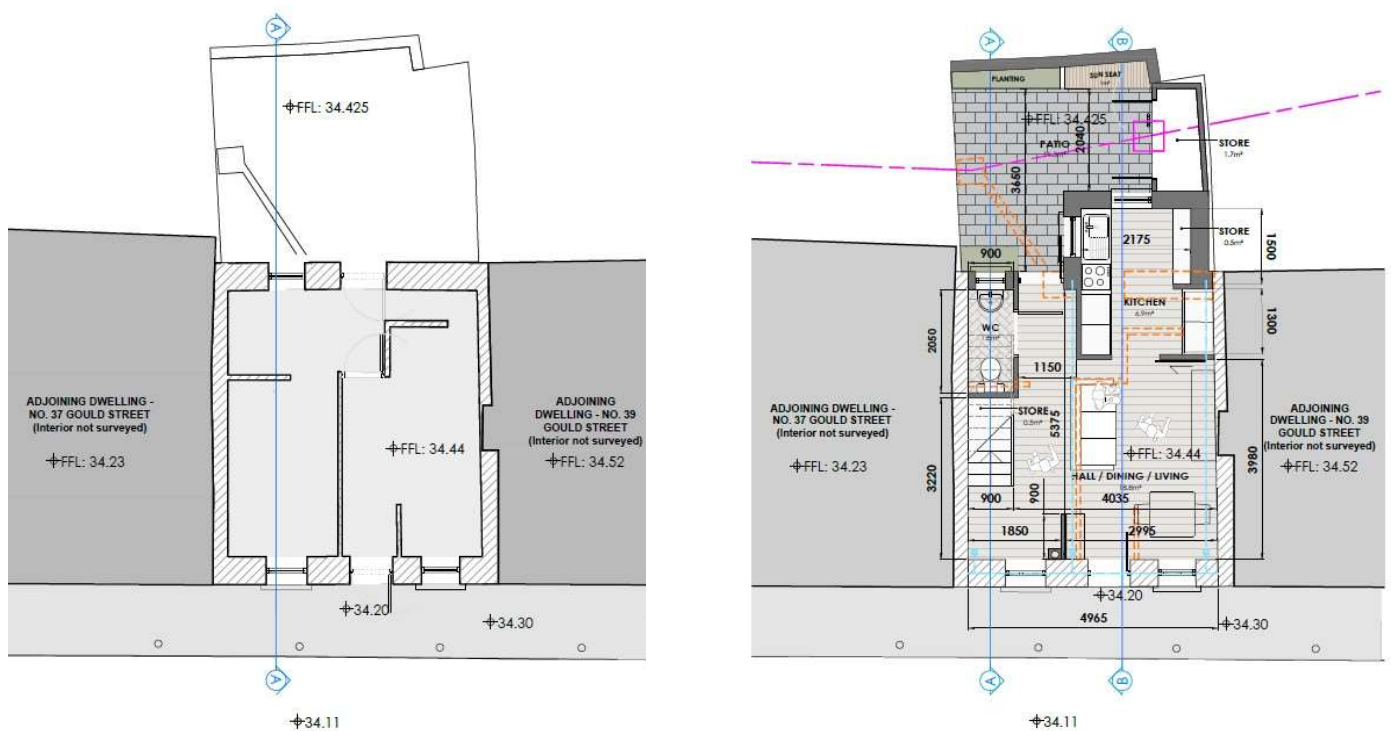 A
FFL: 34.425
ADJOINING DWELLING -
NO. 37 GOULD STREET
(Interior not surveyed)
FFL: 34.23
FFL: 34.44
ADJOINING
DWELLING - NO. 39
GOULD STREET
(Interior not surveyed)
FFL: 34.52
34.20
34.30
A
34.11
A
B
PLANTING
SUN SEAT
FFL: 34.425
PATIO
2040
3650
STORE
1.7m²
STORE
0.5m²
2175
1500
900
KITCHEN
6.9m²
1300
WC
2050
1150
ADJOINING DWELLING -
NO. 37 GOULD STREET
(Interior not surveyed)
FFL: 34.23
STORE
0.5m²
5375
FFL: 34.44
3980
ADJOINING
DWELLING - NO. 39
GOULD STREET
(Interior not surveyed)
FFL: 34.52
3220
HALL / DINING / LIVING
900
900
4035
1850
2995
34.20
4965
34.30
A
B
34.11